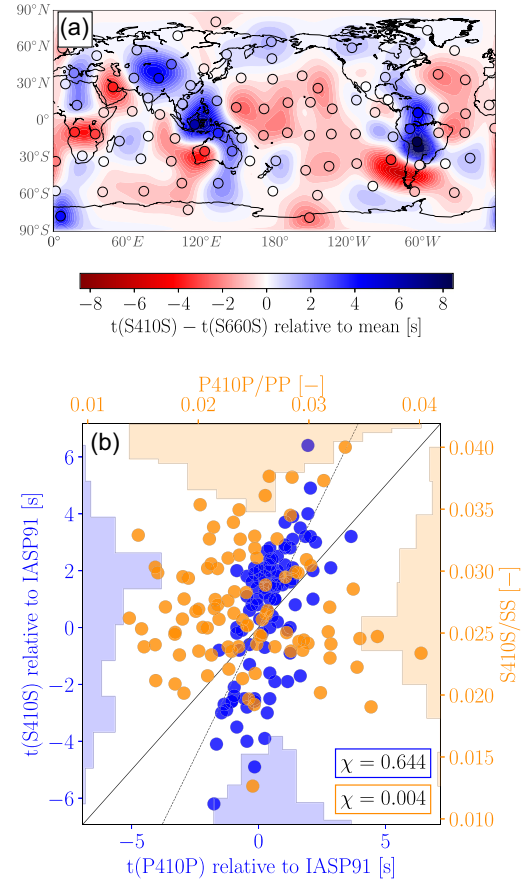 90°N
(a)
60°N
30°N
0°
30°S
60°S
90°S
0° 60°E 120°E 180° 120°W 60°W
−8 −6 −4 −2 0 2 4 6 8
t(S410S) − t(S660S) relative to mean [s]
P410P/PP [−]
0.01 0.02 0.03 0.04
(b)
6
4
2
0
−2
−4
−6
t(S410S) relative to IASP91 [s]
0.040
0.035
0.030
0.025
0.020
0.015
0.010
S410S/SS [−]
χ = 0.644
χ = 0.004
−5 0 5
t(P410P) relative to IASP91 [s]